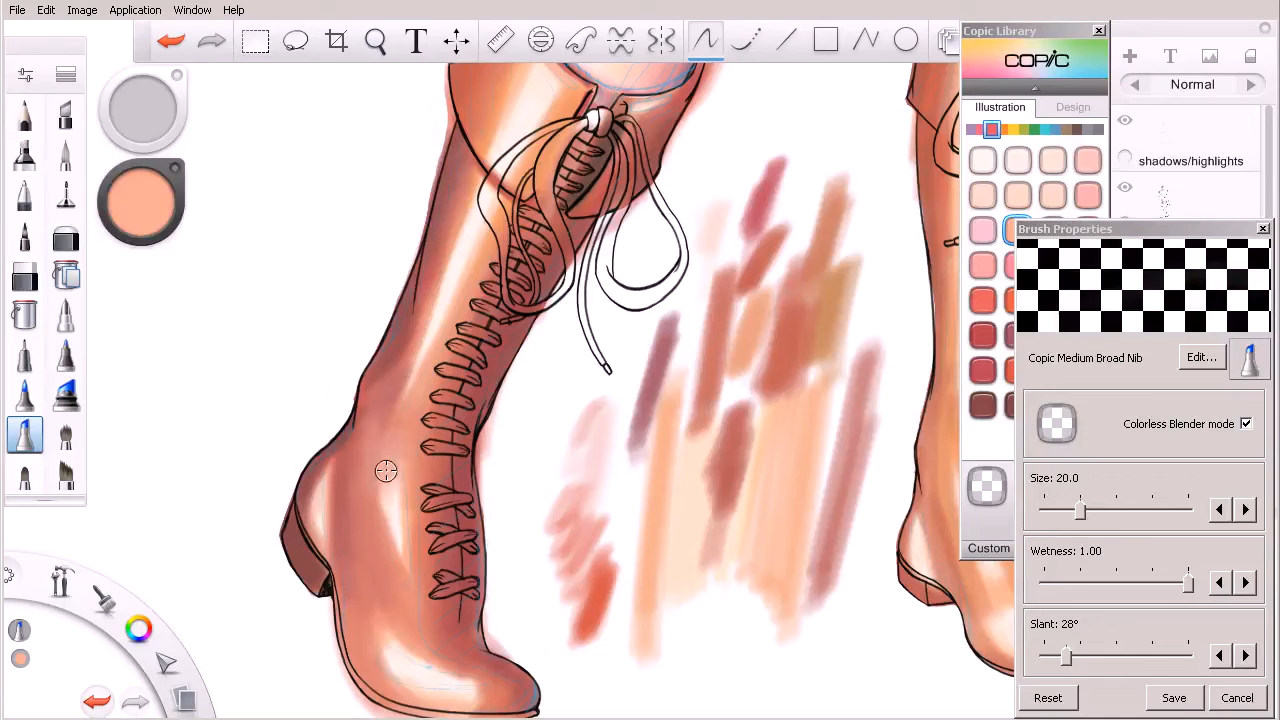 File Edit Image Application Window Help
Copic Library
COPIC
Normal
Illustration Design
shadows/highlights
Brush Properties
Copic Medium Broad Nib Edit...
Colorless Blender mode
Size: 20.0
Custom
Wetness: 1.00
Slant: 28°
Reset Save Cancel